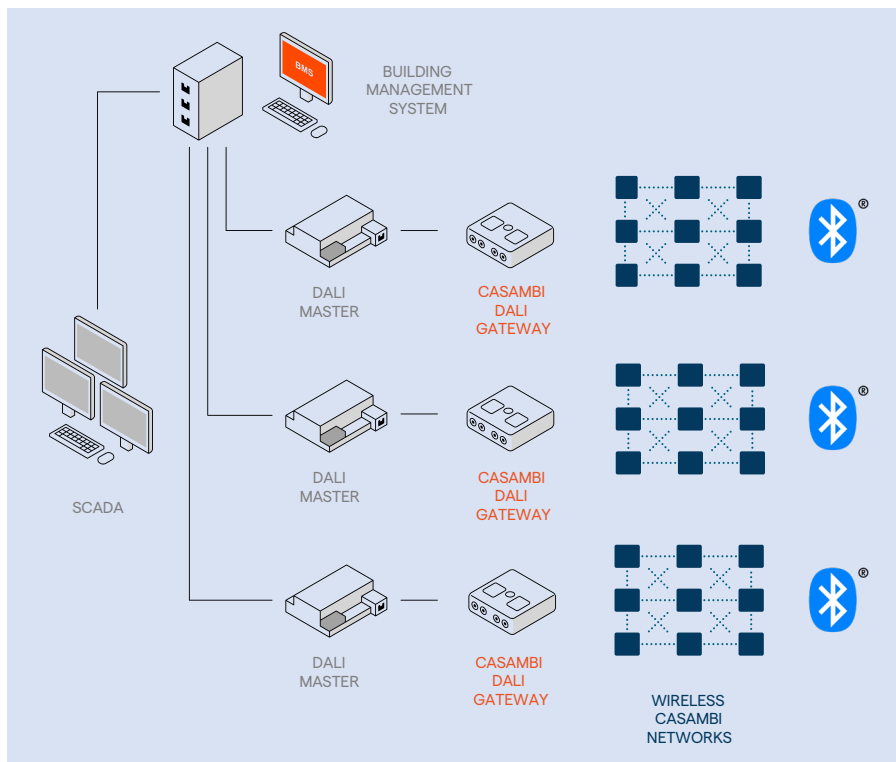 BMS
BUILDING
MANAGEMENT
SYSTEM
®
DALI
MASTER
CASAMBI
DALI
GATEWAY
®
DALI
MASTER
CASAMBI
DALI
GATEWAY
SCADA
®
DALI
MASTER
CASAMBI
DALI
GATEWAY
WIRELESS
CASAMBI
NETWORKS